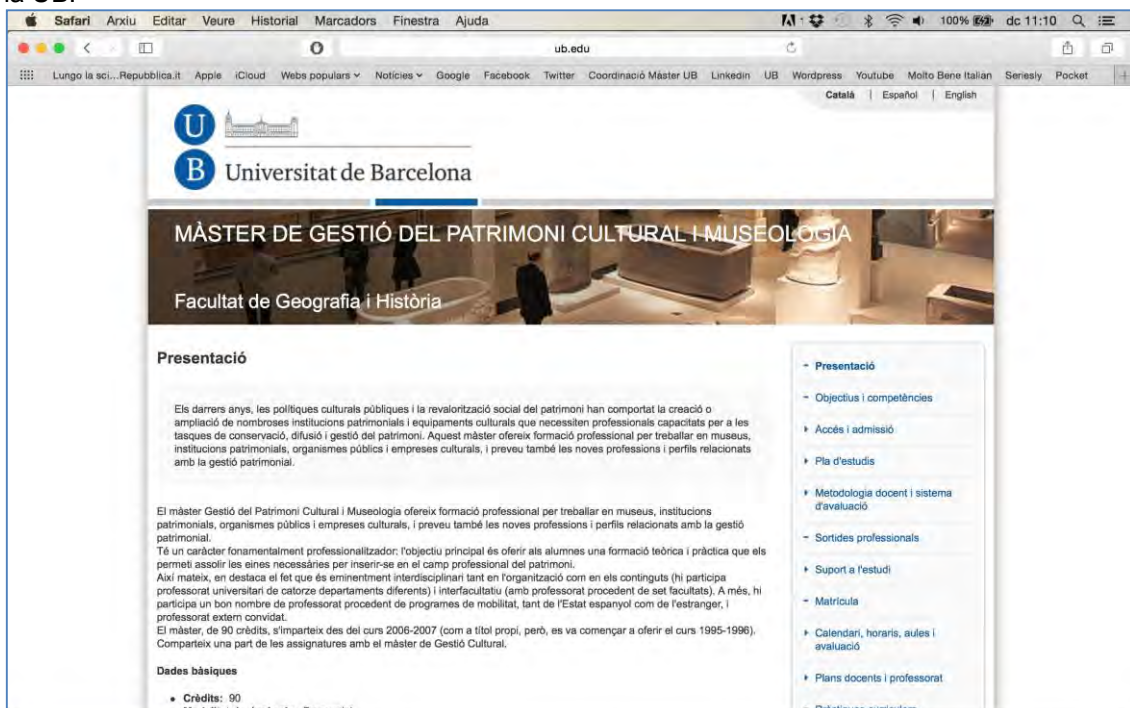 la UB.
Safari Arxiu Editar Veure Historial Marcadors Finestra Ajuda 100% dc 11:10
ub.edu
Lungo la sci...Repubblica.it Apple iCloud Webs populars Notícies Google Facebook Twitter Coordinació Màster UB Linkedin UB Wordpress Youtube Molto Bene Italian Seriesly Pocket
Català | Español | English
U
B Universitat de Barcelona
MÀSTER DE GESTIÓ DEL PATRIMONI CULTURAL I MUSEOLOGIA
Facultat de Geografia i Història
Presentació
Els darrers anys, les polítiques culturals públiques i la revalorització social del patrimoni han comportat la creació o
ampliació de nombroses institucions patrimonials i equipaments culturals que necessiten professionals capacitats per a les
tasques de conservació, difusió i gestió del patrimoni. Aquest màster ofereix formació professional per treballar en museus,
institucions patrimonials, organismes públics i empreses culturals, i preveu també les noves professions i perfils relacionats
amb la gestió patrimonial.
El màster Gestió del Patrimoni Cultural i Museologia ofereix formació professional per treballar en museus, institucions
patrimonials, organismes públics i empreses culturals, i preveu també les noves professions i perfils relacionats amb la gestió
patrimonial.
Té un caràcter fonamentalment professionalitzador: l'objectiu principal és oferir als alumnes una formació teòrica i pràctica que els
permeti assolir les eines necessàries per inserir-se en el camp professional del patrimoni.
Així mateix, en destaca el fet que és eminentment interdisciplinari tant en l'organització com en els continguts (hi participa
professorat universitari de catorze departaments diferents) i interfacultatiu (amb professorat procedent de set facultats). A més, hi
participa un bon nombre de professorat procedent de programes de mobilitat, tant de l'Estat espanyol com de l'estranger, i
professorat extern convidat.
El màster, de 90 crèdits, s'imparteix des del curs 2006-2007 (com a títol propi, però, es va començar a oferir el curs 1995-1996).
Comparteix una part de les assignatures amb el màster de Gestió Cultural.
Dades bàsiques
Crèdits: 90
Presentació
Objectius i competències
Accés i admissió
Pla d'estudis
Metodologia docent i sistema
d'avaluació
Sortides professionals
Suport a l'estudi
Matrícula
Calendari, horaris, aules i
avaluació
Plans docents i professorat